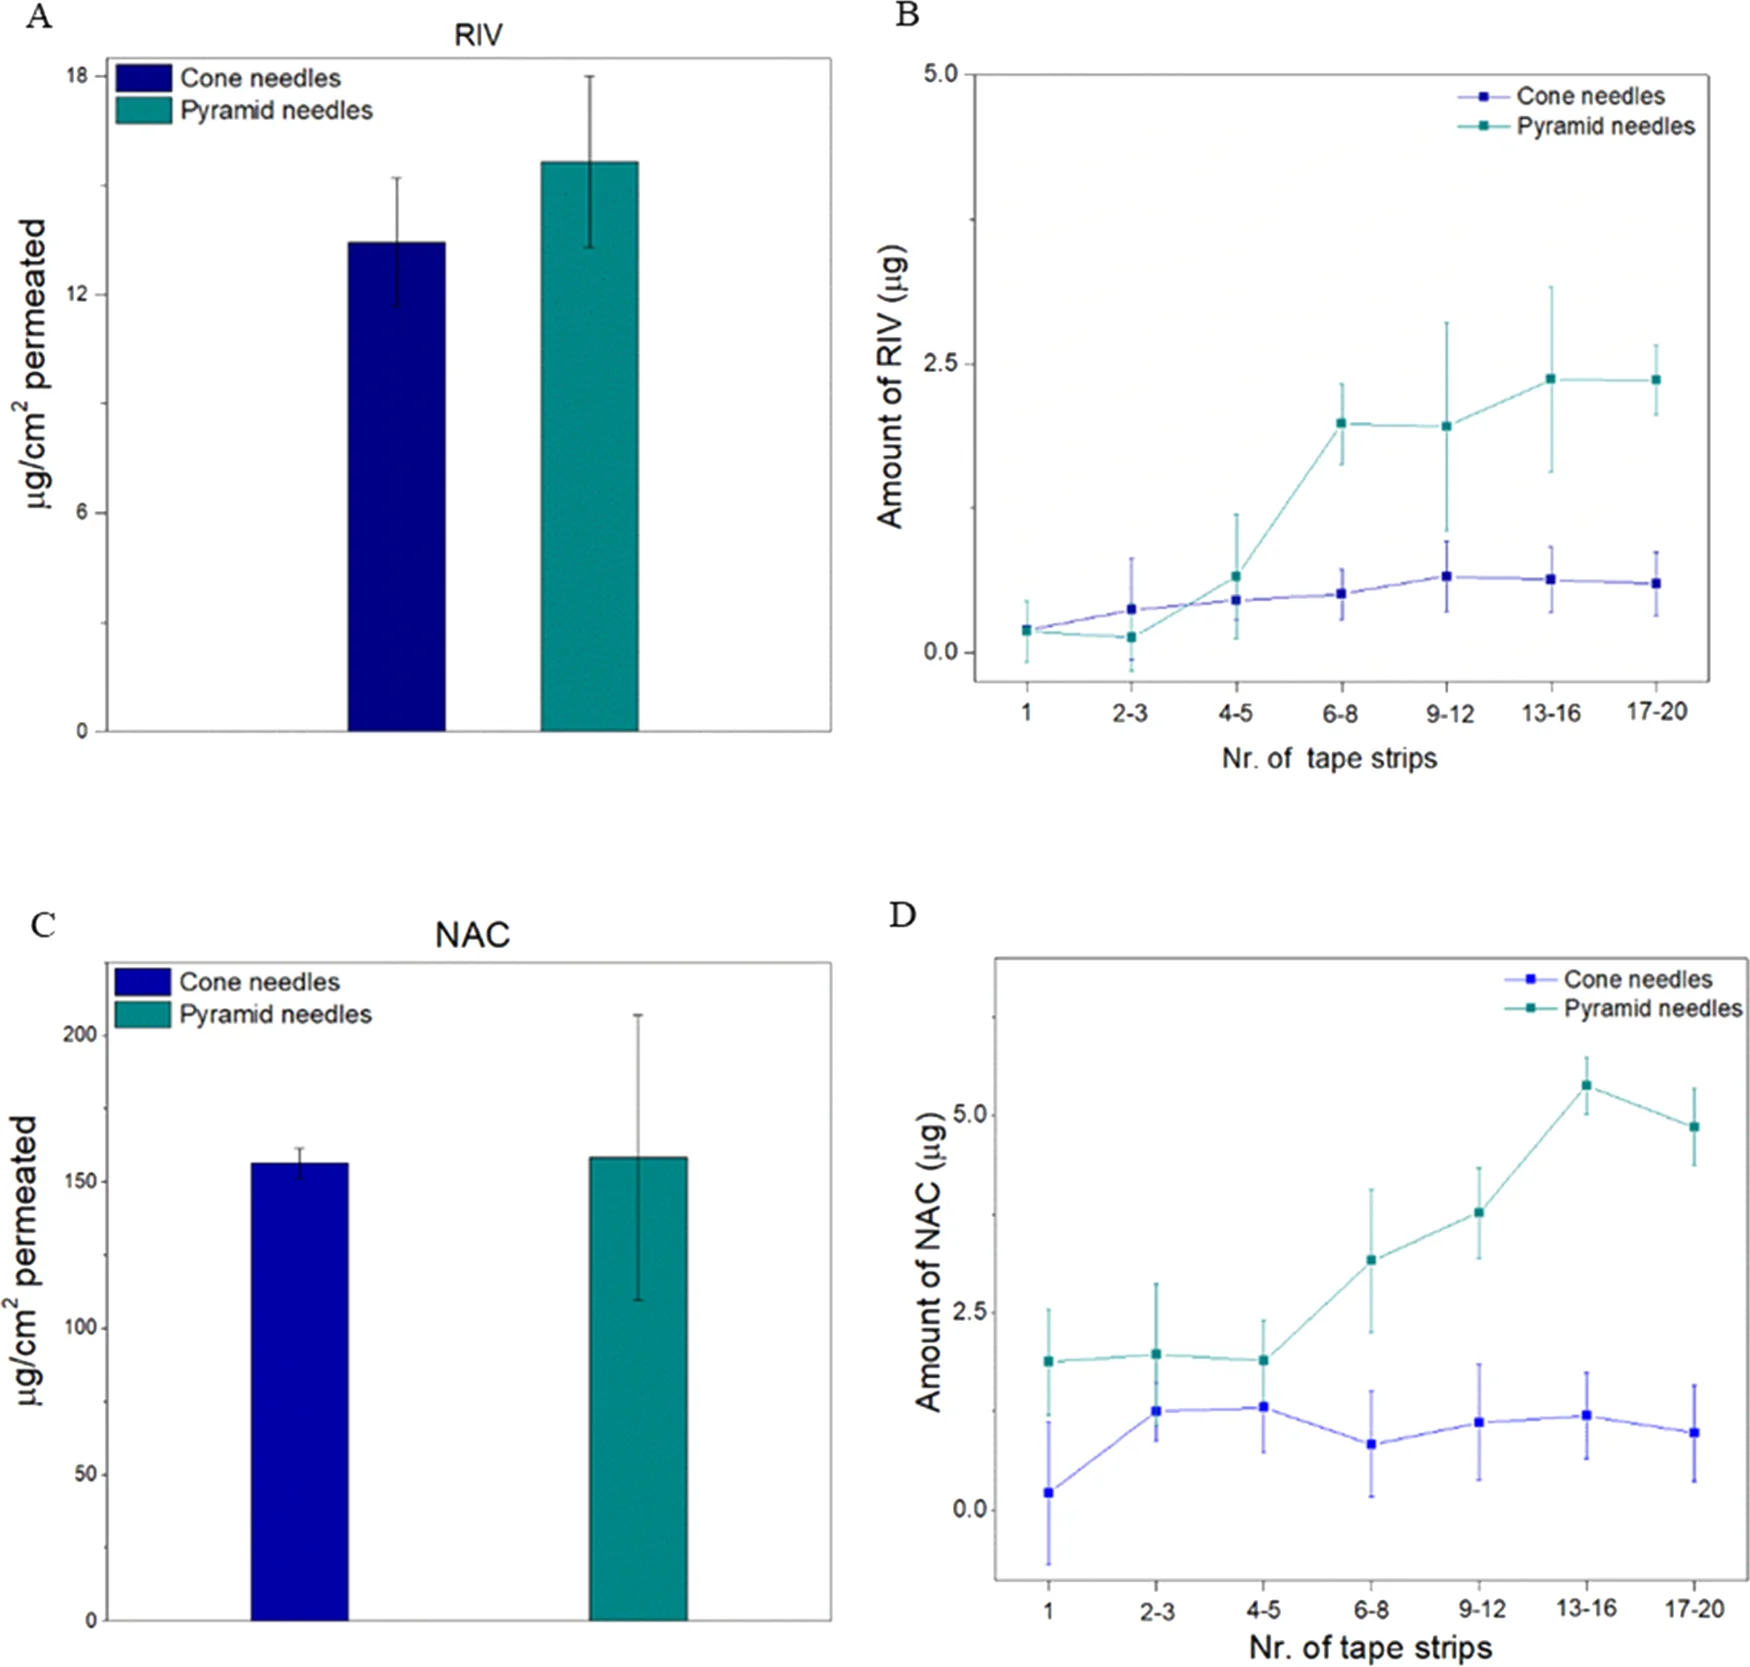 A
RIV
Cone needles
Pyramid needles
18
12
6
0
μg/cm² permeated
B
Cone needles
Pyramid needles
5.0
2.5
0.0
Amount of RIV (μg)
1 2-3 4-5 6-8 9-12 13-16 17-20
Nr. of tape strips
C
NAC
Cone needles
Pyramid needles
200
150
100
50
0
μg/cm² permeated
D
Cone needles
Pyramid needles
5.0
2.5
0.0
Amount of NAC (μg)
1 2-3 4-5 6-8 9-12 13-16 17-20
Nr. of tape strips